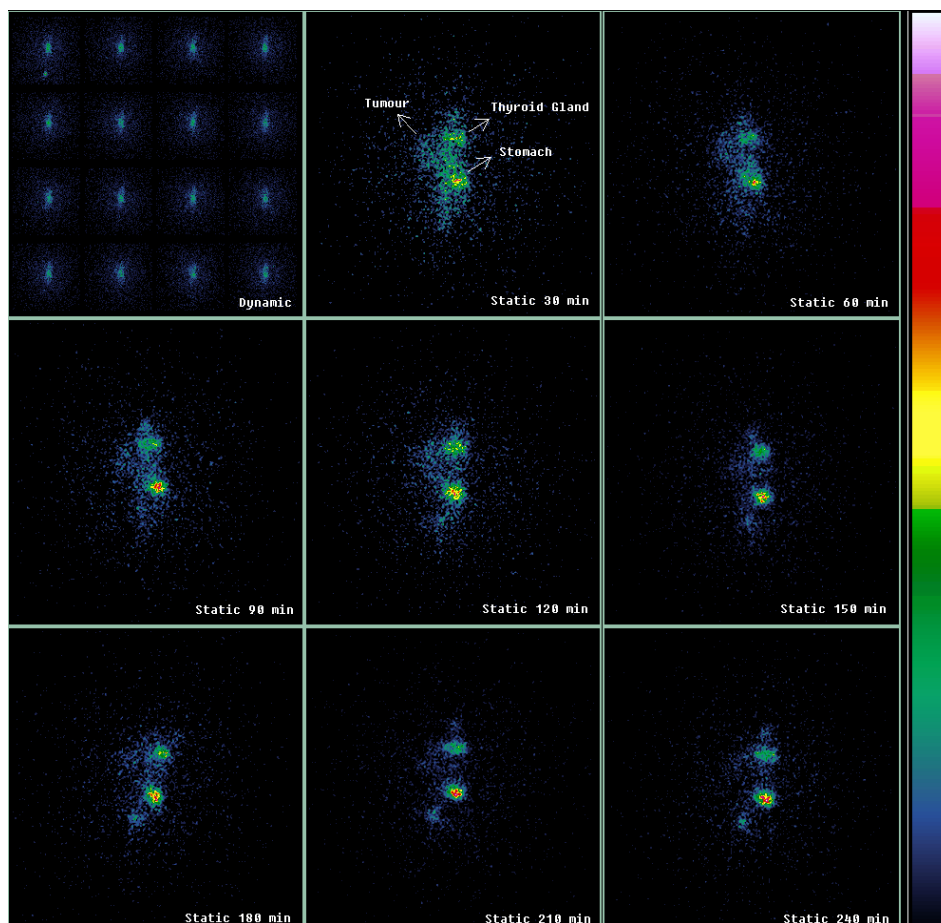 Tumour
Thyroid Gland
Stomach
Dynamic
Static 30 min
Static 60 min
Static 90 min
Static 120 min
Static 150 min
Static 180 min
Static 210 min
Static 240 min